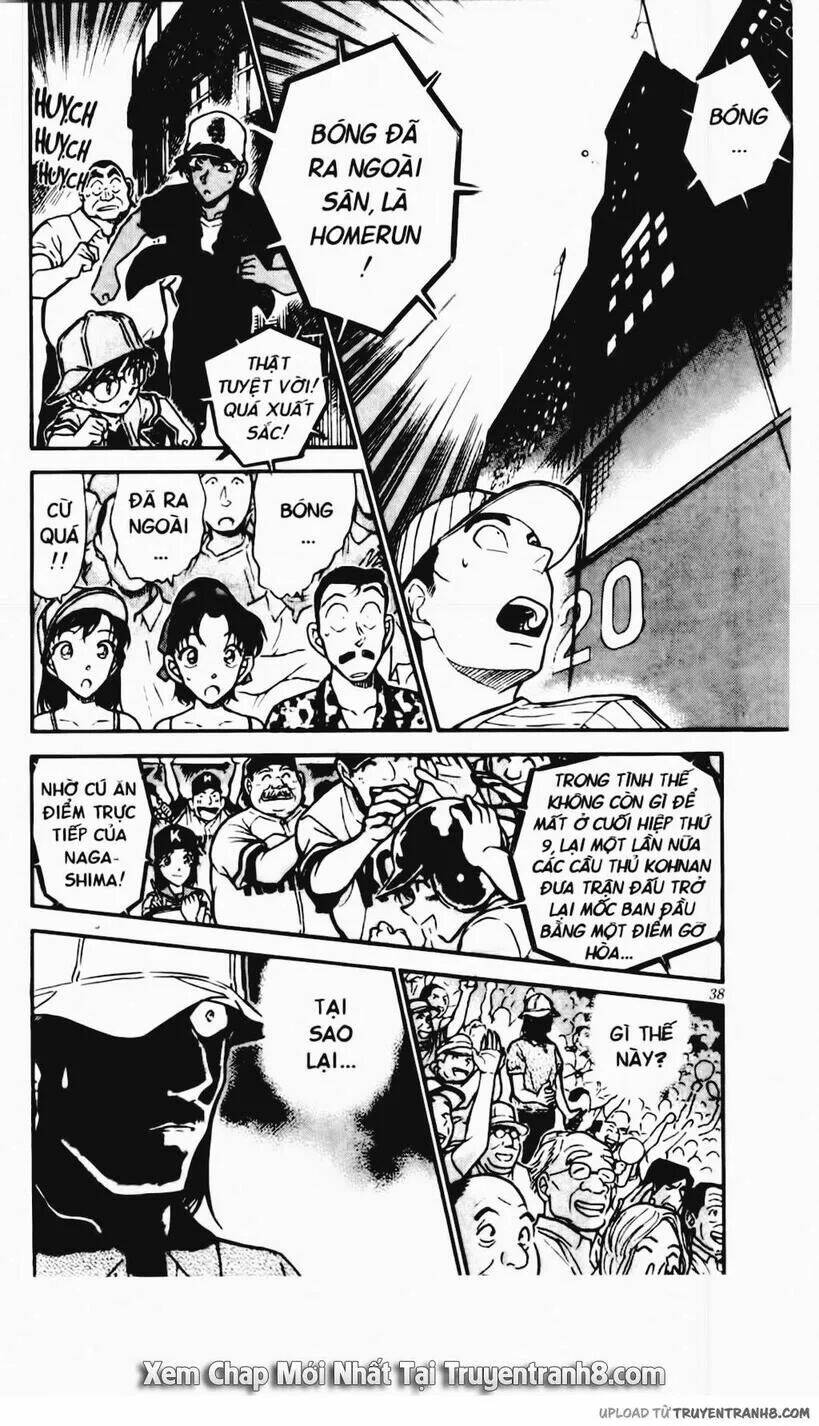 BÓNG
...
BÓNG ĐÃ
RA NGOÀI
SÂN, LÀ
HOMERUN
!
HUỴCH
HUỴCH
HUỴCH
THẬT
TUYỆT VỜI!
QUÁ XUẤT
SẮC!
20
CỪ
QUÁ
!!
ĐÃ RA
NGOÀI
...
BÓNG
...
NHỜ CÚ ĂN
ĐIỂM TRỰC
TIẾP CỦA
NAGA-
SHIMA!
K
TRONG TÌNH THẾ
KHÔNG CÒN GÌ ĐỂ
MẤT Ở CUỐI HIỆP THỨ
9, LẠI MỘT LẦN NỮA
CÁC CẦU THỦ KOHNAN
ĐƯA TRẬN ĐẤU TRỞ
LẠI MỐC BAN ĐẦU
BẰNG MỘT ĐIỂM GỠ
HÒA...
38
TẠI
SAO
LẠI...
GÌ THẾ
NÀY?
Xem Chap Mới Nhất Tại Truyentranh8.com
UPLOAD TỪ TRUYENTRANH8.COM